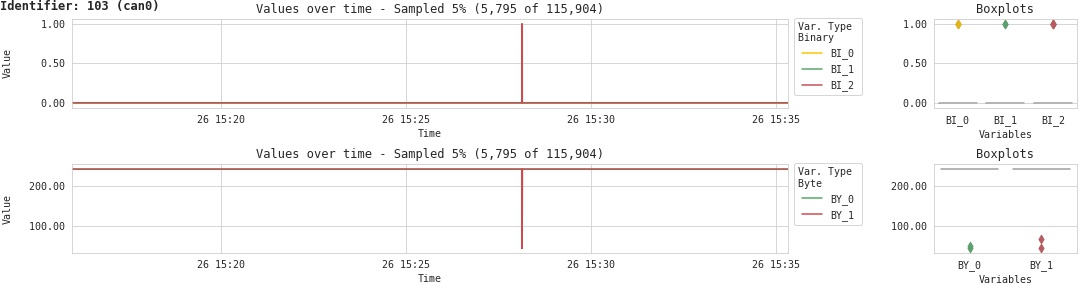 Identifier: 103 (can0)
Values over time - Sampled 5% (5,795 of 115,904)
Value
1.00
0.50
0.00
26 15:20
26 15:25
26 15:30
26 15:35
Time
Var. Type
Binary
BI_0
BI_1
BI_2
Boxplots
1.00
0.50
0.00
BI_0
BI_1
BI_2
Variables
Values over time - Sampled 5% (5,795 of 115,904)
Value
200.00
100.00
26 15:20
26 15:25
26 15:30
26 15:35
Time
Var. Type
Byte
BY_0
BY_1
Boxplots
200.00
100.00
BY_0
BY_1
Variables